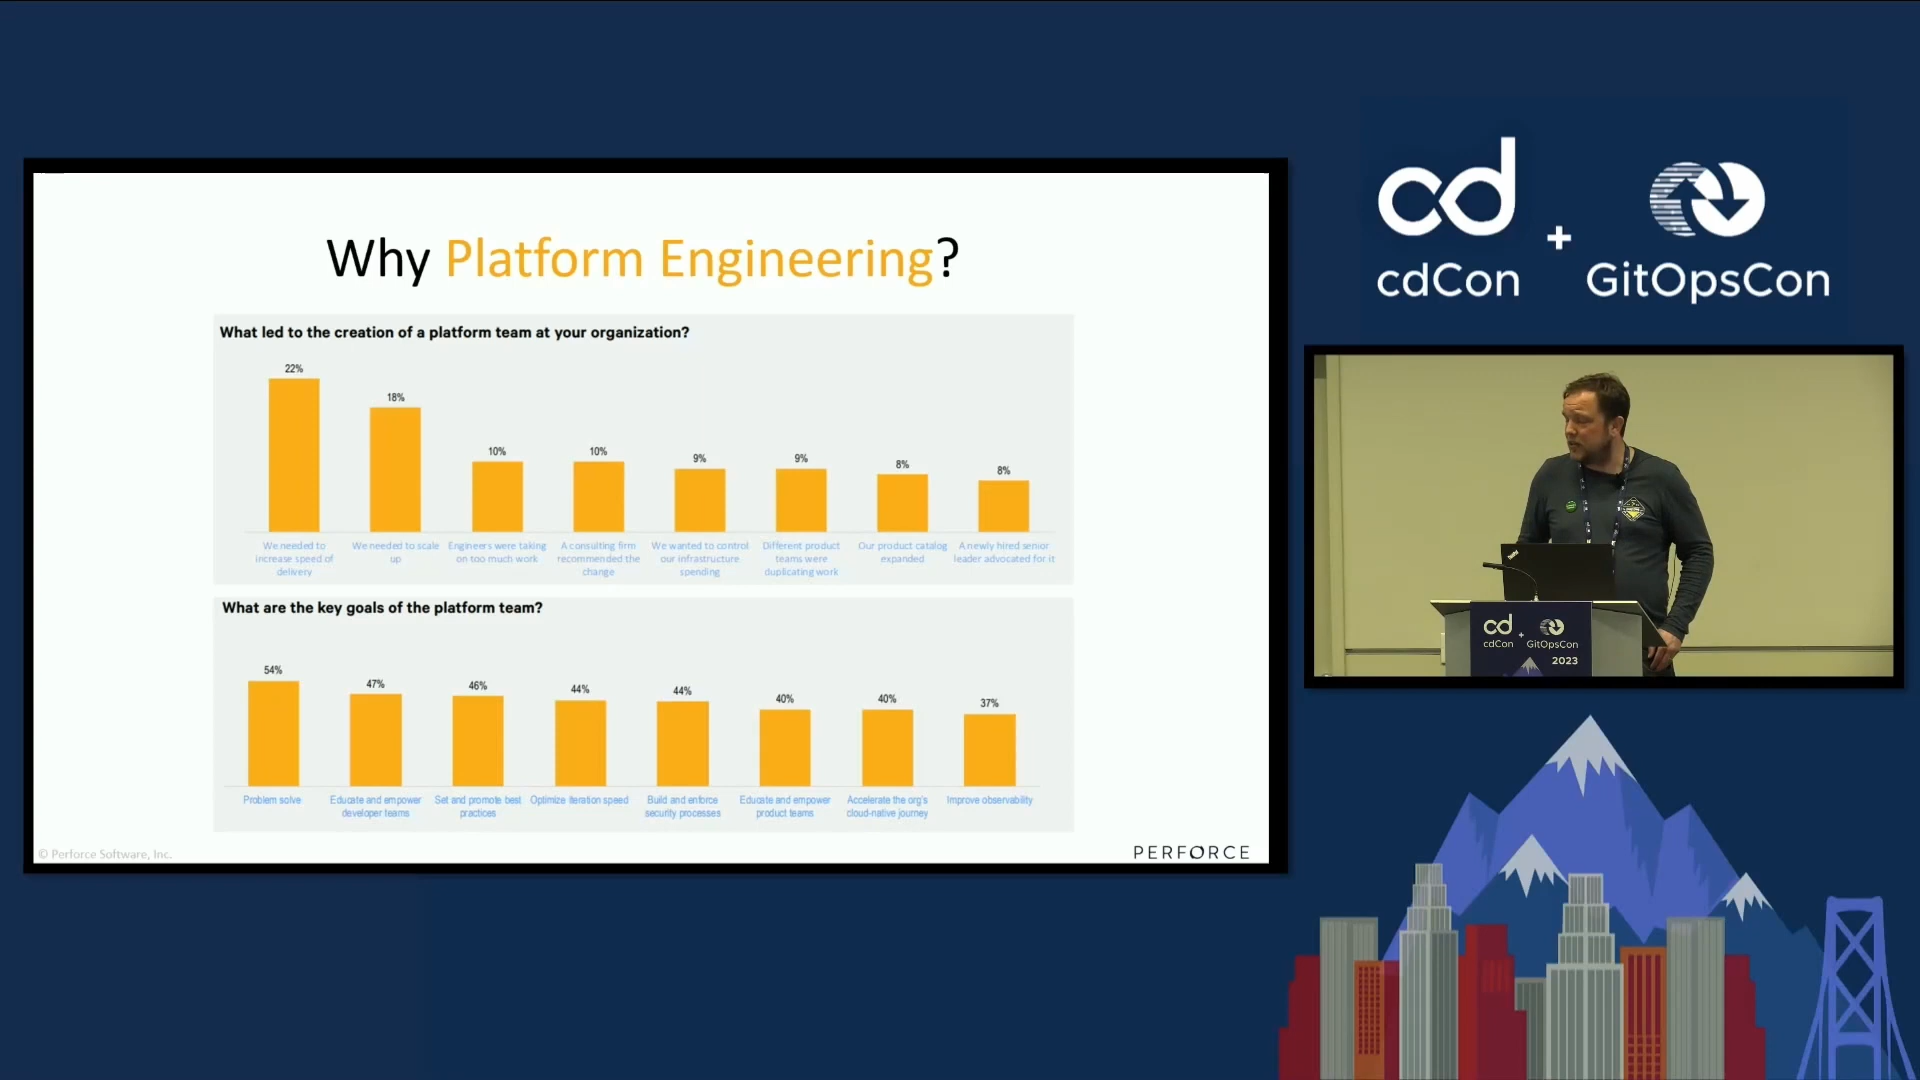 Why Platform Engineering?
What led to the creation of a platform team at your organization?
22%
18%
10%
10%
9%
9%
8%
8%
We needed to
increase speed of
delivery
We needed to scale
up
Engineers were taking
on too much work
A consulting firm
recommended the
change
We wanted to control
our infrastructure
spending
Different product
teams were
duplicating work
Our product catalog
expanded
A newly hired senior
leader advocated for it
What are the key goals of the platform team?
54%
47%
46%
44%
44%
40%
40%
37%
Problem solve
Educate and empower
developer teams
Set and promote best
practices
Optimize iteration speed
Build and enforce
security processes
Educate and empower
product teams
Accelerate the org's
cloud-native journey
Improve observability
© Perforce Software, Inc.
PERFORCE
cd
+
cdCon
GitOpsCon
cd
+
cdCon
GitOpsCon
2023